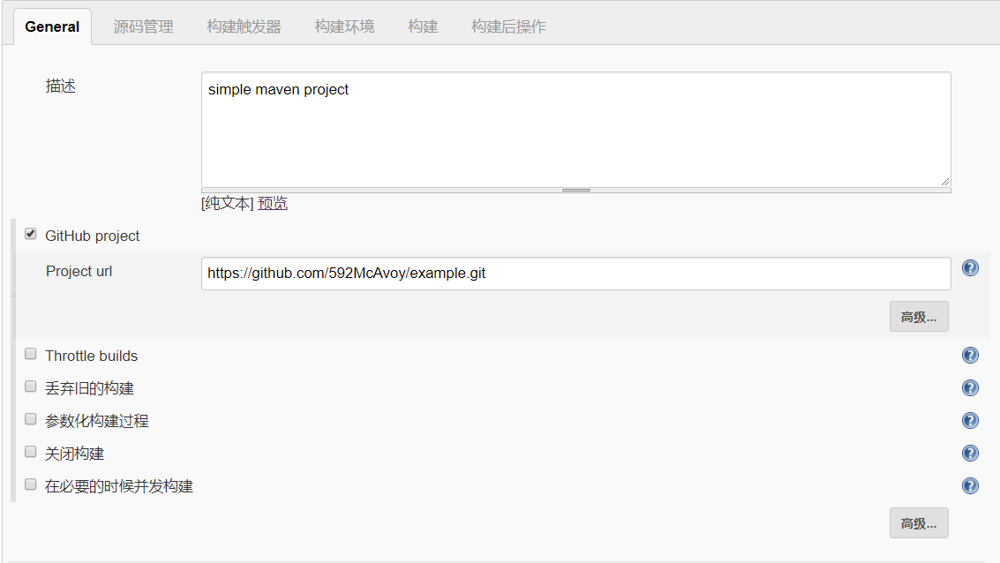 General 源码管理 构建触发器 构建环境 构建 构建后操作
描述
simple maven project
[纯文本] 预览
GitHub project
Project url
https://github.com/592McAvoy/example.git
高级...
Throttle builds
丢弃旧的构建
参数化构建过程
关闭构建
在必要的时候并发构建
高级...